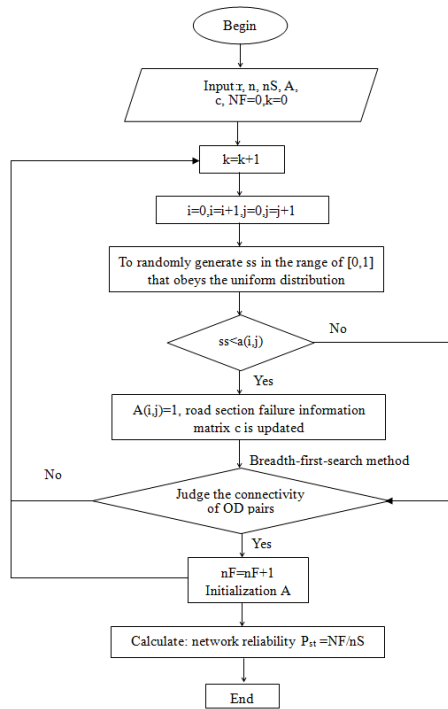 Begin
Input:r, n, nS, A,
c, NF=0,k=0
k=k+1
i=0,i=i+1,j=0,j=j+1
To randomly generate ss in the range of [0,1]
that obeys the uniform distribution
ss<a(i,j)
No
Yes
A(i,j)=1, road section failure information
matrix c is updated
Breadth-first-search method
No
Judge the connectivity
of OD pairs
Yes
nF=nF+1
Initialization A
Calculate: network reliability Pst =NF/nS
End